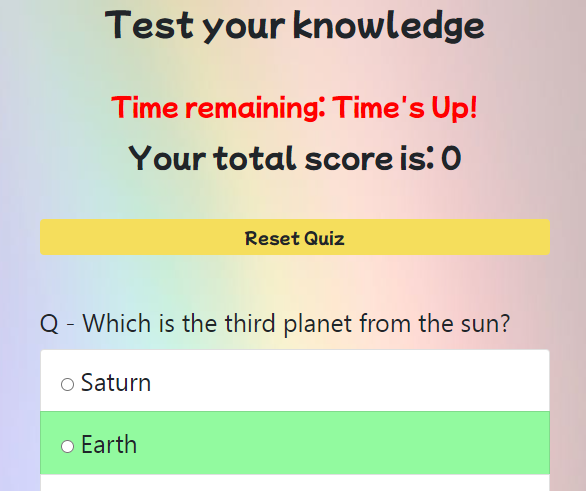 Test your knowledge
Time remaining: Time's Up!
Your total score is: 0
Reset Quiz
Q - Which is the third planet from the sun?
Saturn
Earth